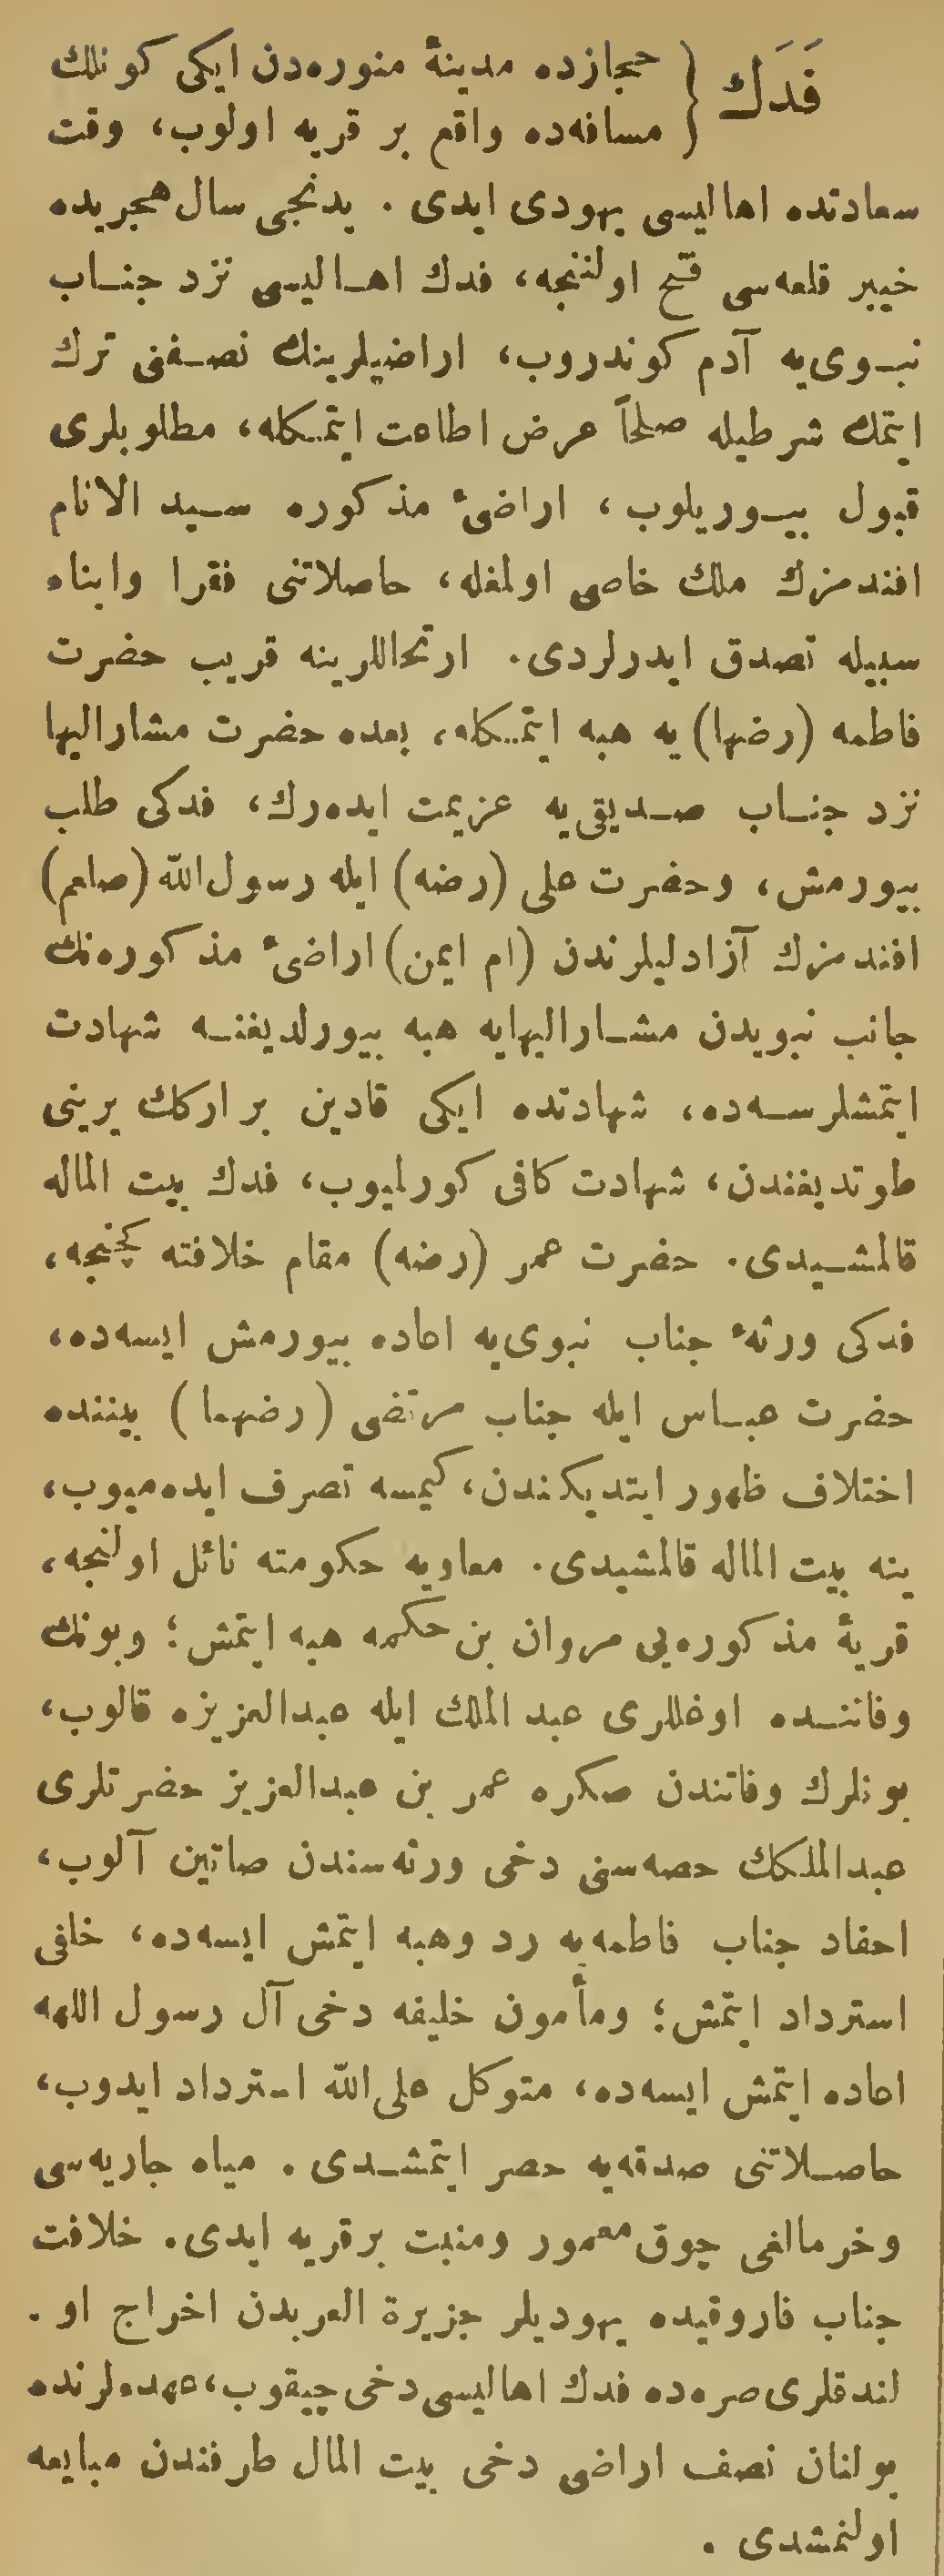 فَدَك { حجازده مدینهٔ منوره‌دن ایکی کونلك
مسافه‌ده واقع بر قریه اولوب، وقت
سعادتده اهالیسی یهودی ایدی. یدنجی سال هجریده
خیبر قلعه‌سی فتح اولننجه، فدك اهالیسی نزد جناب
نبوی‌یه آدم کوندروب، اراضیلرینك نصفنی ترك
ایتمك شرطیله صلحاً عرض اطاعت ایتمکله، مطلوبلری
قبول بیوریلوب، اراضیٔ مذکوره سید الانام
افندمزك ملك خاصی اولمغله، حاصلاتنی فقرا وابناء
سبیله تصدق ایدرلردی. ارتحاللرینه قریب حضرت
فاطمه (رضها) یه هبه ایتمکله، بعده حضرت مشارالیها
نزد جناب صدیقی‌یه عزیمت ایده‌رك، فدکی طلب
بیورمش، وحضرت علی (رضه) ایله رسول‌الله (صلعم)
افندمزك آزادلیلرندن (ام ایمن) اراضیٔ مذکوره‌نك
جانب نبویدن مشارالیهایه هبه بیورلدیغنه شهادت
ایتمشلرسه‌ده، شهادتده ایکی قادین بر ارکك یرینی
طوتدیغندن، شهادت کافی کورلمیوب، فدك بیت الماله
قالمشیدی. حضرت عمر (رضه) مقام خلافته کچنجه،
فدکی ورثهٔ جناب نبوی‌یه اعاده بیورمش ایسه‌ده،
حضرت عباس ایله جناب مرتضی (رضهما) بیننده
اختلاف ظهور ایتدیکندن، کیمسه تصرف ایده‌میوب،
ینه بیت الماله قالمشیدی. معاویه حکومته نائل اولنجه،
قریهٔ مذکوره‌یی مروان بن حکمه هبه ایتمش؛ وبونك
وفاتنده اوغللری عبد الملك ایله عبدالعزیزه قالوب،
بونلرك وفاتندن صکره عمر بن عبدالعزیز حضرتلری
عبدالملکك حصه‌سنی دخی ورثه‌سندن صاتین آلوب،
احفاد جناب فاطمه‌یه رد وهبه ایتمش ایسه‌ده، خلفی
استرداد ایتمش؛ ومأمون خلیفه دخی آل رسول اللهه
اعاده ایتمش ایسه‌ده، متوکل علی‌الله استرداد ایدوب،
حاصلاتنی صدقه‌یه حصر ایتمشدی. میاه جاریه‌سی
وخرمالغی چوق معمور ومنبت بر قریه ایدی. خلافت
جناب فاروقیده یهودیلر جزیرة العربدن اخراج او.
لندقلری صره‌ده فدك اهالیسی دخی چیقوب، عهده‌لرنده
بولنان نصف اراضی دخی بیت المال طرفندن مبایعه
اولنمشدی.